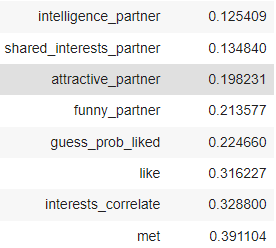 intelligence_partner 0.125409
shared_interests_partner 0.134840
attractive_partner 0.198231
funny_partner 0.213577
guess_prob_liked 0.224660
like 0.316227
interests_correlate 0.328800
met 0.391104